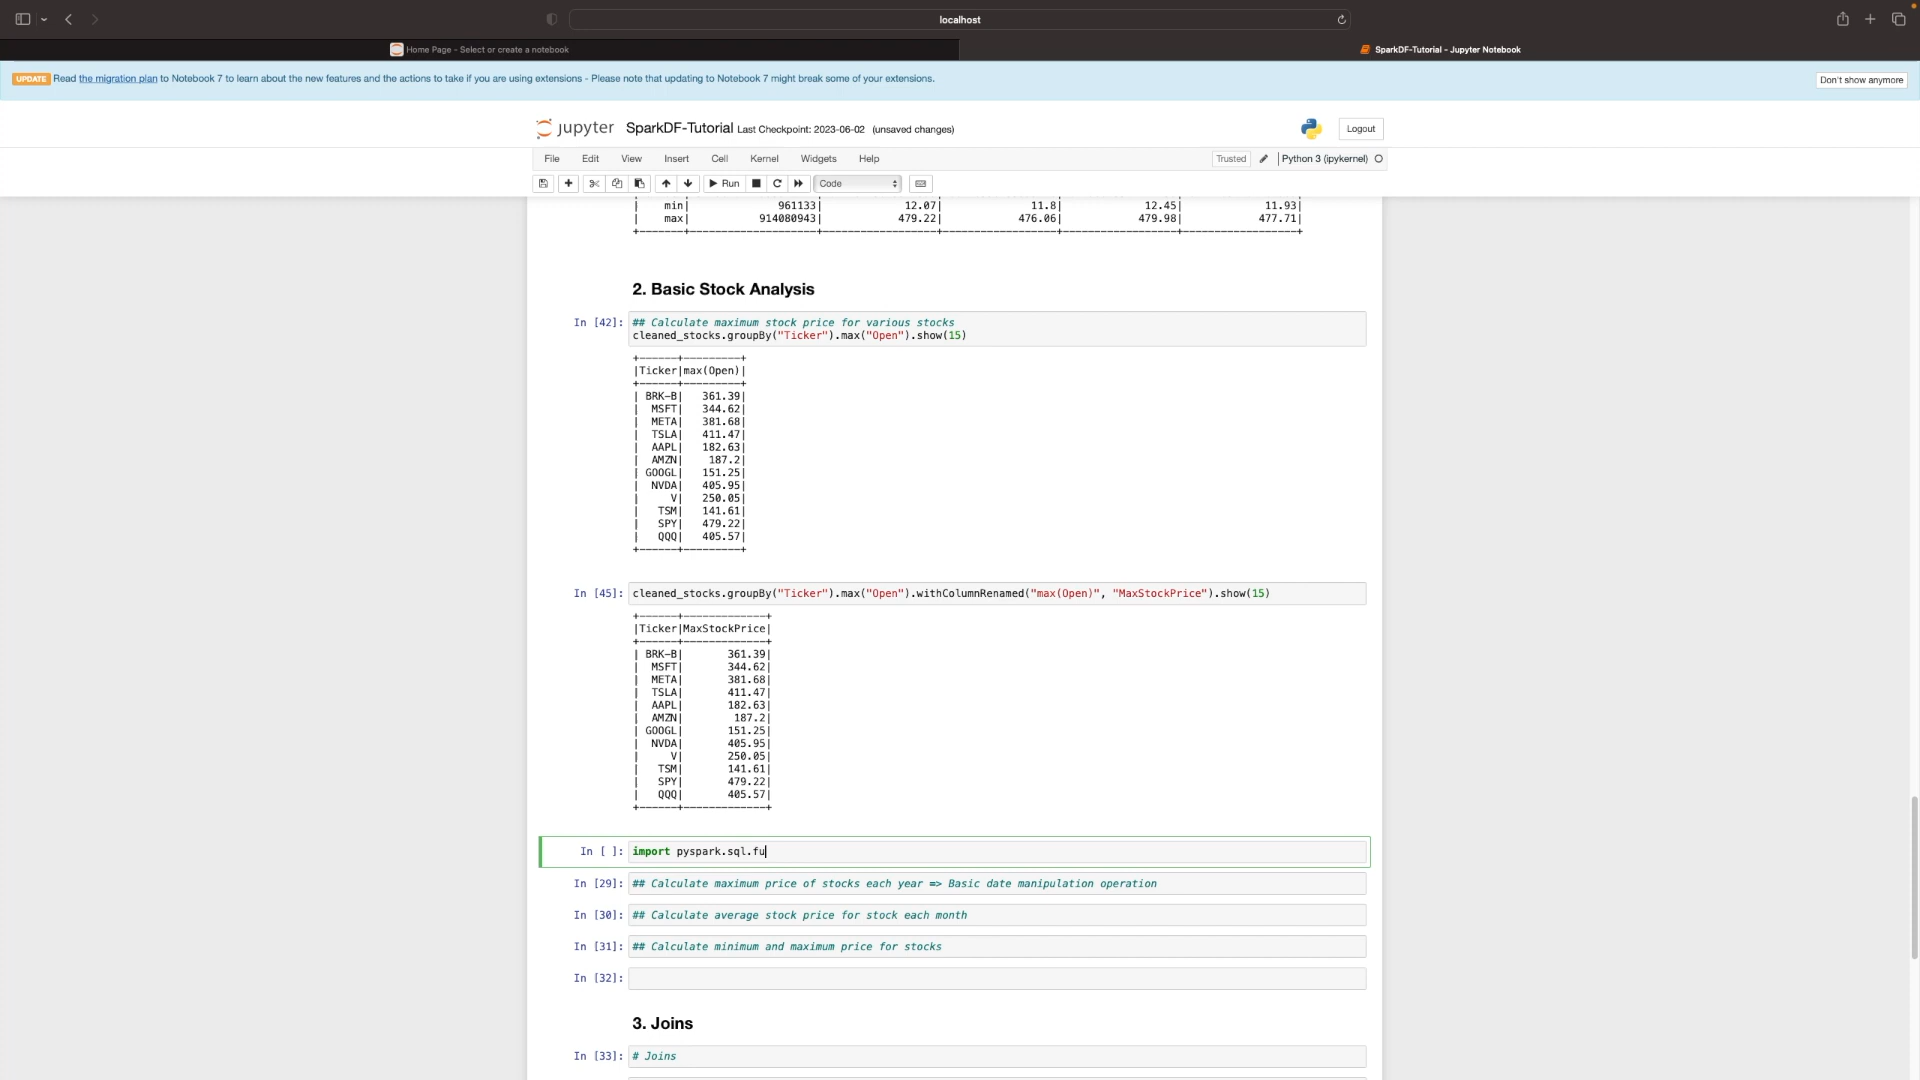 localhost
Home Page - Select or create a notebook
SparkDF-Tutorial - Jupyter Notebook
UPDATE Read the migration plan to Notebook 7 to learn about the new features and the actions to take if you are using extensions - Please note that updating to Notebook 7 might break some of your extensions.
Don't show anymore
jupyter SparkDF-Tutorial Last Checkpoint: 2023-06-02 (unsaved changes)
Logout
File Edit View Insert Cell Kernel Widgets Help
Trusted Python 3 (ipykernel)
Run Code
| min| 961133| 12.07| 11.8| 12.45| 11.93|
| max| 914080943| 479.22| 476.06| 479.98| 477.71|
+-------+--------------------+------------------+------------------+------------------+------------------+
2. Basic Stock Analysis
In [42]: ## Calculate maximum stock price for various stocks
cleaned_stocks.groupBy("Ticker").max("Open").show(15)
+------+---------+
|Ticker|max(Open)|
+------+---------+
| BRK-B| 361.39|
| MSFT| 344.62|
| META| 381.68|
| TSLA| 411.47|
| AAPL| 182.63|
| AMZN| 187.2|
| GOOGL| 151.25|
| NVDA| 405.95|
| V| 250.05|
| TSM| 141.61|
| SPY| 479.22|
| QQQ| 405.57|
+------+---------+
In [45]: cleaned_stocks.groupBy("Ticker").max("Open").withColumnRenamed("max(Open)", "MaxStockPrice").show(15)
+------+-------------+
|Ticker|MaxStockPrice|
+------+-------------+
| BRK-B| 361.39|
| MSFT| 344.62|
| META| 381.68|
| TSLA| 411.47|
| AAPL| 182.63|
| AMZN| 187.2|
| GOOGL| 151.25|
| NVDA| 405.95|
| V| 250.05|
| TSM| 141.61|
| SPY| 479.22|
| QQQ| 405.57|
+------+-------------+
In [ ]: import pyspark.sql.fu
In [29]: ## Calculate maximum price of stocks each year => Basic date manipulation operation
In [30]: ## Calculate average stock price for stock each month
In [31]: ## Calculate minimum and maximum price for stocks
In [32]:
3. Joins
In [33]: # Joins